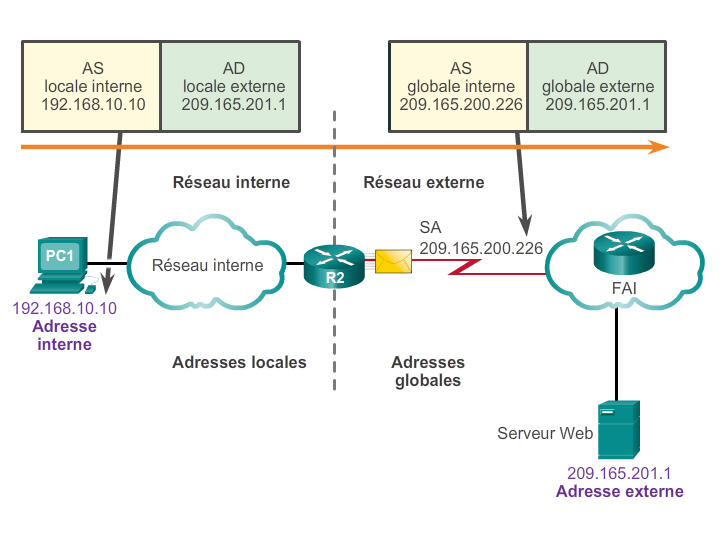 AS
locale interne
192.168.10.10
AD
locale externe
209.165.201.1
AS
globale interne
209.165.200.226
AD
globale externe
209.165.201.1
Réseau interne
Réseau externe
SA
209.165.200.226
PC1
Réseau interne
R2
FAI
192.168.10.10
Adresse
interne
Adresses locales
Adresses
globales
Serveur Web
209.165.201.1
Adresse externe